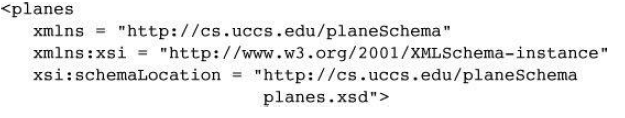 <planes
xmlns = "http://cs.uccs.edu/planeSchema"
xmlns:xsi = "http://www.w3.org/2001/XMLSchema-instance"
xsi:schemaLocation = "http://cs.uccs.edu/planeSchema
planes.xsd">